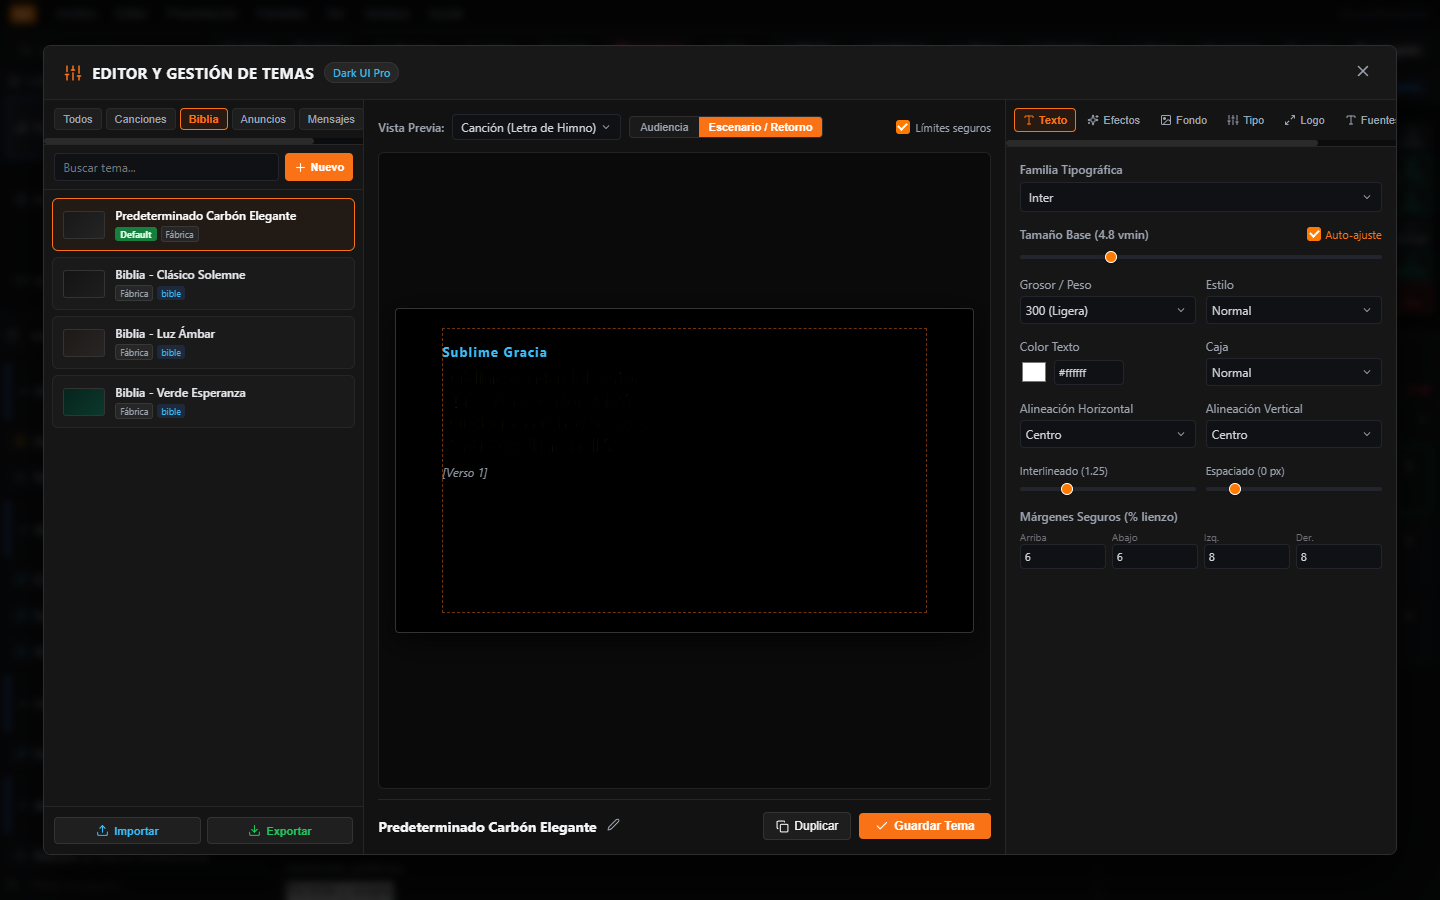 EDITOR Y GESTIÓN DE TEMAS
Dark UI Pro
Todos
Canciones
Biblia
Anuncios
Mensajes
Buscar tema...
Nuevo
Predeterminado Carbón Elegante
Default
Fábrica
Biblia - Clásico Solemne
Fábrica
bible
Biblia - Luz Ámbar
Fábrica
bible
Biblia - Verde Esperanza
Fábrica
bible
Importar
Exportar
Vista Previa:
Canción (Letra de Himno)
Audiencia
Escenario / Retorno
Límites seguros
Sublime Gracia
[Verso 1]
Predeterminado Carbón Elegante
Duplicar
Guardar Tema
Texto
Efectos
Fondo
Tipo
Logo
Fuente
Familia Tipográfica
Inter
Tamaño Base (4.8 vmin)
Auto-ajuste
Grosor / Peso
Estilo
300 (Ligera)
Normal
Color Texto
Caja
#ffffff
Normal
Alineación Horizontal
Alineación Vertical
Centro
Centro
Interlineado (1.25)
Espaciado (0 px)
Márgenes Seguros (% lienzo)
Arriba
Abajo
Izq.
Der.
6
6
8
8